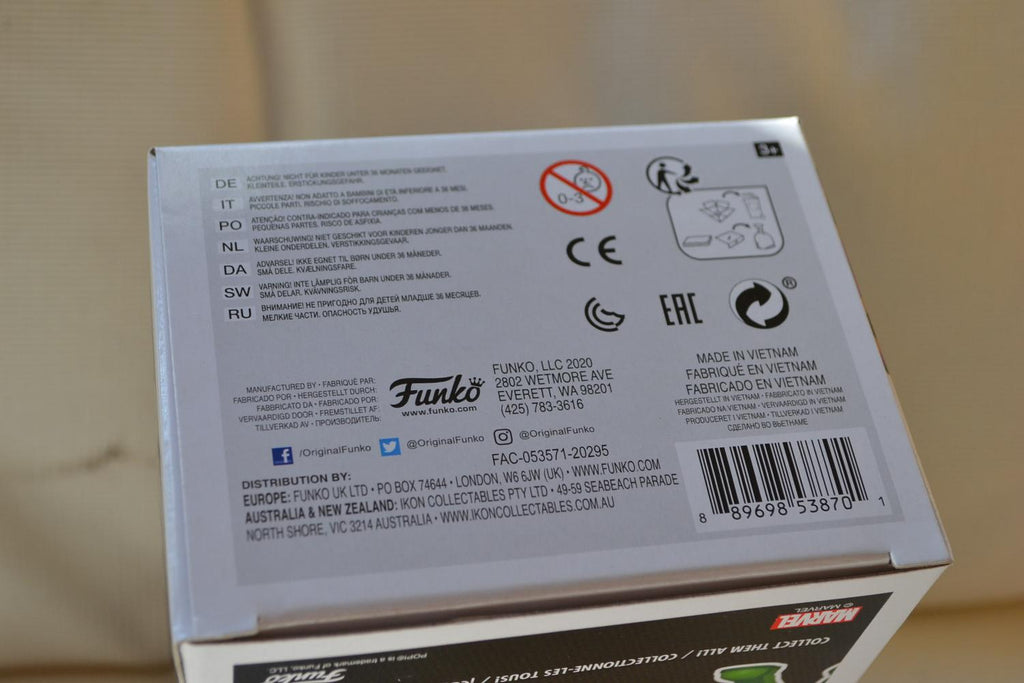 3+
DE ACHTUNG! NICHT FÜR KINDER UNTER 36 MONATEN GEEIGNET.
KLEINTEILE. ERSTICKUNGSGEFAHR.
IT AVVERTENZA! NON ADATTO A BAMBINI DI ETÀ INFERIORE A 36 MESI.
PICCOLE PARTI. RISCHIO DI SOFFOCAMENTO.
PO ATENÇÃO! CONTRA-INDICADO PARA CRIANÇAS COM MENOS DE 36 MESES.
PEQUENAS PARTES. RISCO DE ASFIXIA.
NL WAARSCHUWING! NIET GESCHIKT VOOR KINDEREN JONGER DAN 36 MAANDEN.
KLEINE ONDERDELEN. VERSTIKKINGSGEVAAR.
DA ADVARSEL! IKKE EGNET TIL BØRN UNDER 36 MÅNEDER.
SMÅ DELE. KVÆLNINGSFARE.
SW VARNING! INTE LÄMPLIG FÖR BARN UNDER 36 MÅNADER.
SMÅ DELAR. KVÄVNINGSRISK.
RU ВНИМАНИЕ! НЕ ПРИГОДНО ДЛЯ ДЕТЕЙ МЛАДШЕ 36 МЕСЯЦЕВ.
МЕЛКИЕ ЧАСТИ. ОПАСНОСТЬ УДУШЬЯ.
0-3
CE
EAC
®
MANUFACTURED BY • FABRIQUÉ PAR:
FABRICADO POR • HERGESTELLT DURCH:
FABBRICATO DA • FABRICADO POR:
VERVAARDIGD DOOR • FREMSTILLET AF:
TILLVERKAD AV • ПРОИЗВОДИТЕЛЬ:
Funko
www.funko.com
FUNKO, LLC 2020
2802 WETMORE AVE
EVERETT, WA 98201
(425) 783-3616
MADE IN VIETNAM
FABRIQUÉ EN VIETNAM
FABRICADO EN VIETNAM
HERGESTELLT IN VIETNAM • FABBRICATO IN VIETNAM
FABRICADO NA VIETNAM • VERVAARDIGD IN VIETNAM
PRODUCERET I VIETNAM • TILLVERKAD I VIETNAM
СДЕЛАНО ВО ВЬЕТНАМЕ
f /OriginalFunko @OriginalFunko @OriginalFunko
FAC-053571-20295
DISTRIBUTION BY:
EUROPE: FUNKO UK LTD • PO BOX 74644 • LONDON, W6 6JW (UK) • WWW.FUNKO.COM
AUSTRALIA & NEW ZEALAND: IKON COLLECTABLES PTY LTD • 49-59 SEABEACH PARADE
NORTH SHORE, VIC 3214 AUSTRALIA • WWW.IKONCOLLECTABLES.COM.AU
8 89698 53870 1
MARVEL
© MARVEL
COLLECT THEM ALL! / COLLECTIONNE-LES TOUS!
POP!® is a trademark of Funko, LLC
Funko